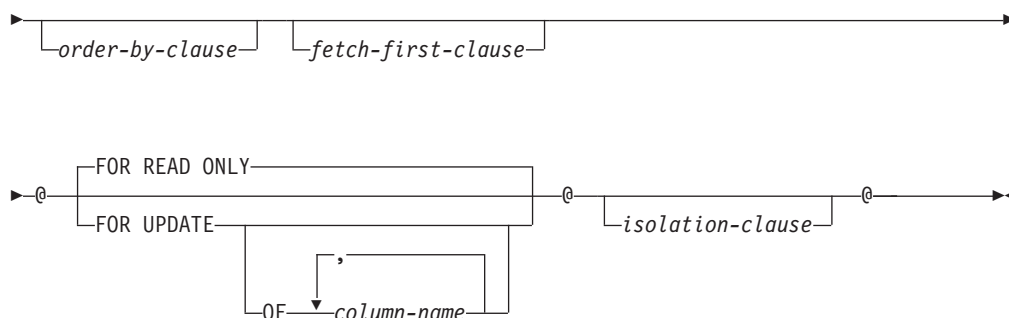 order-by-clause fetch-first-clause
@ FOR READ ONLY @ @
FOR UPDATE isolation-clause
,
OF column-name